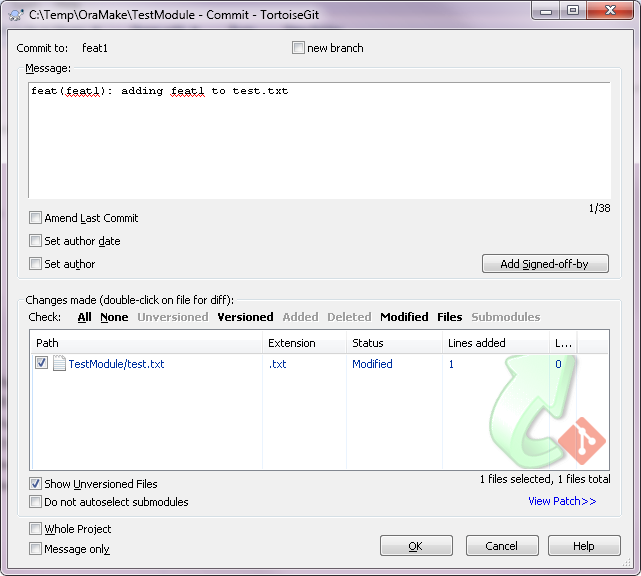 C:\Temp\OraMake\TestModule - Commit - TortoiseGit
Commit to: feat1 new branch
Message:
feat(feat1): adding feat1 to test.txt
1/38
Amend Last Commit
Set author date
Set author
Add Signed-off-by
Changes made (double-click on file for diff):
Check: All None Unversioned Versioned Added Deleted Modified Files Submodules
Path Extension Status Lines added L...
TestModule/test.txt .txt Modified 1 0
Show Unversioned Files
1 files selected, 1 files total
Do not autoselect submodules
View Patch>>
Whole Project
Message only
OK Cancel Help